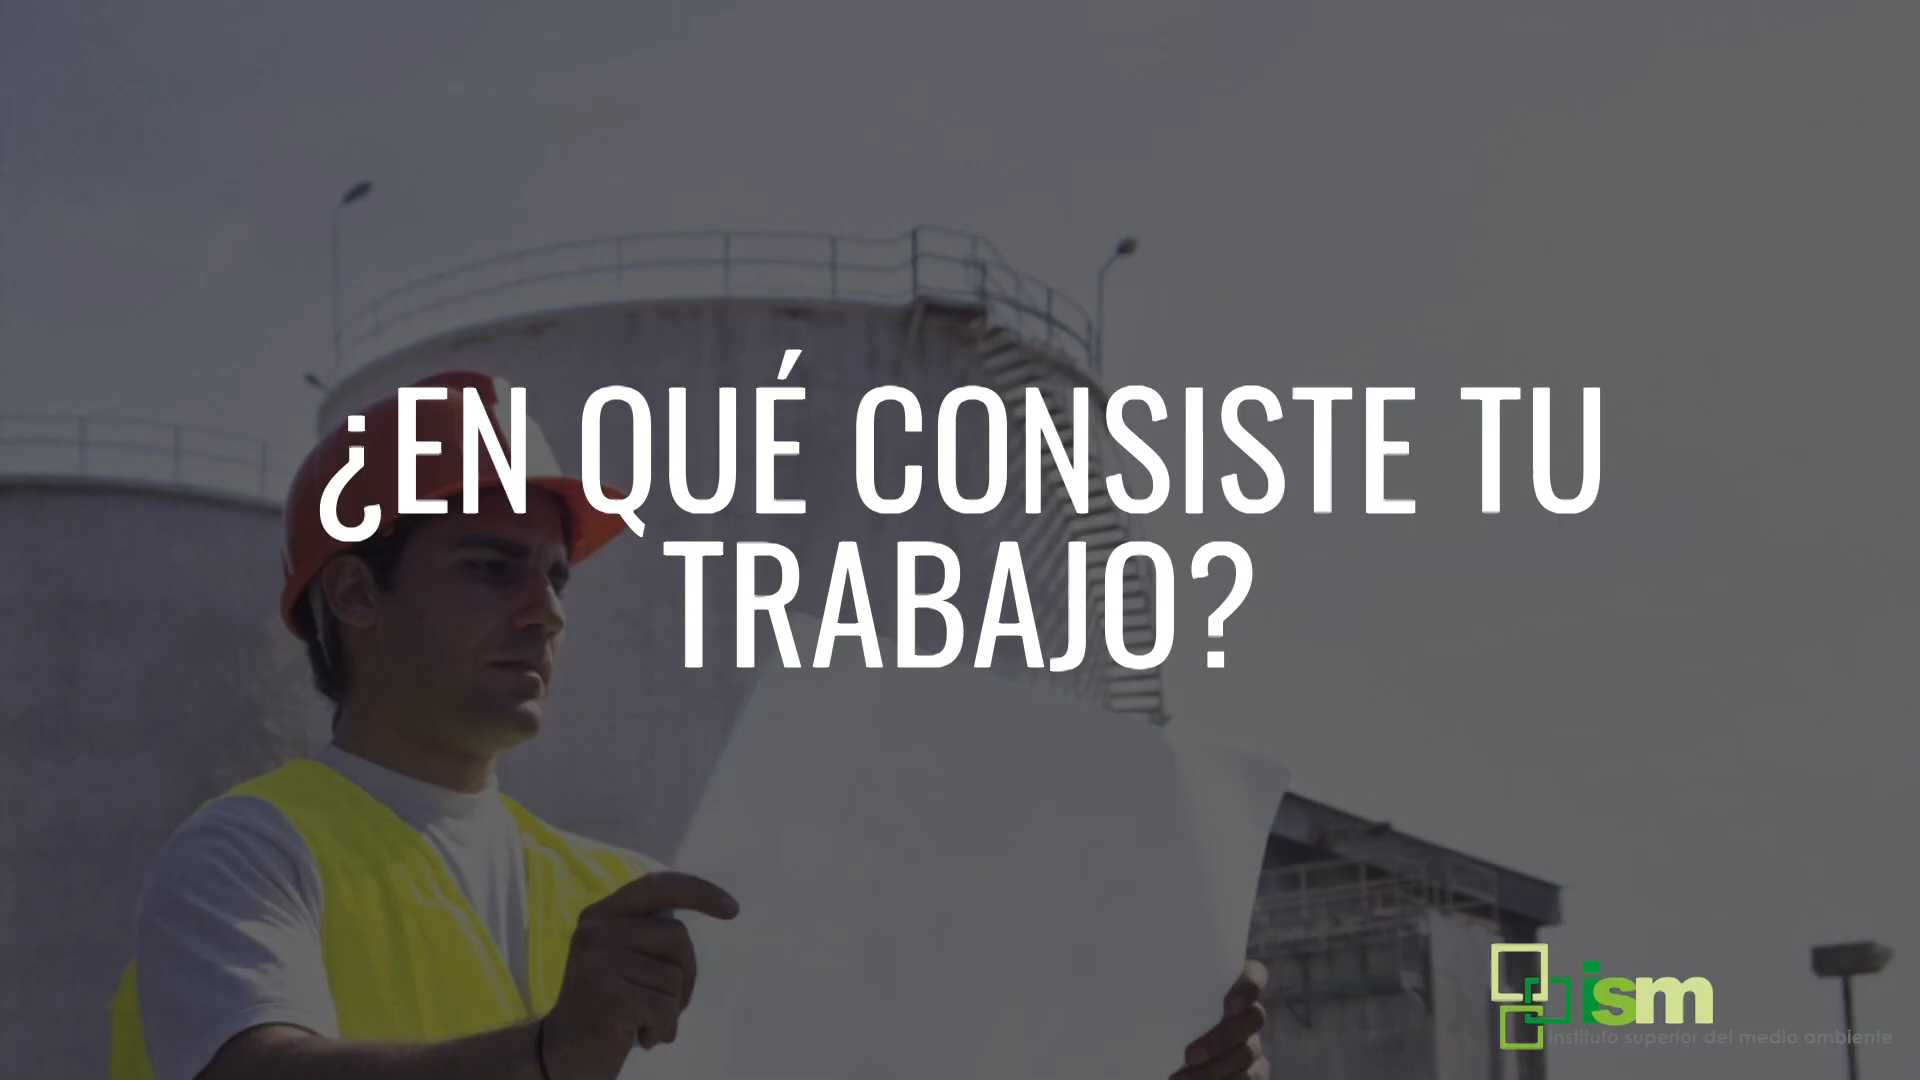 ¿EN QUÉ CONSISTE TU
TRABAJO?
ism
instituto superior del medio ambiente